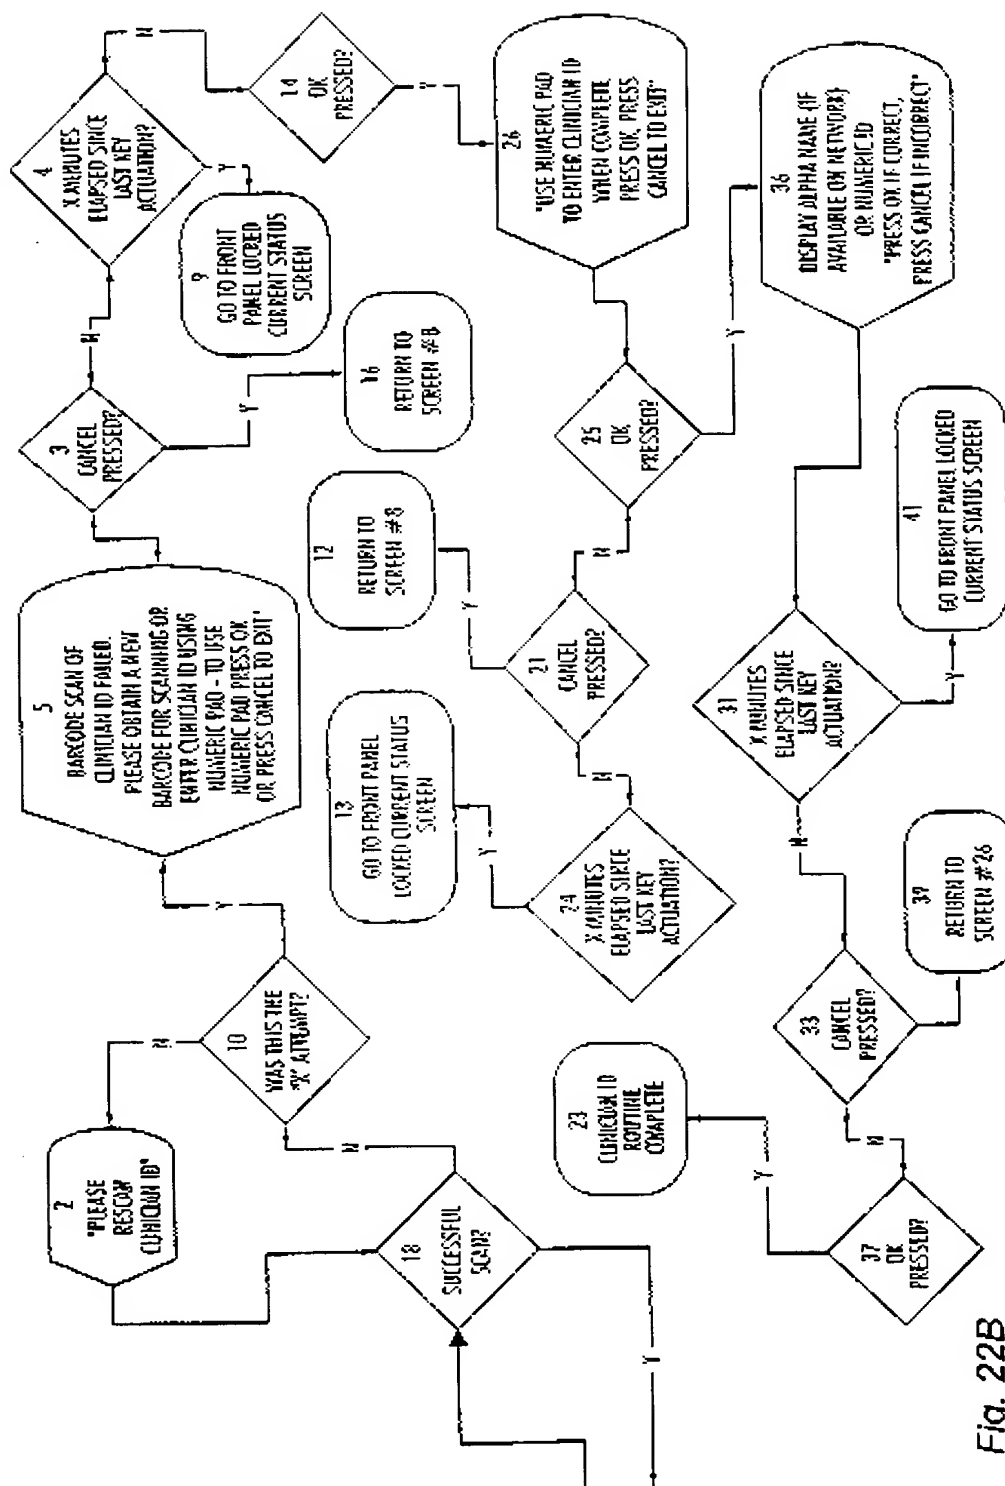 2
"PLEASE
RESCAN
CLINICIAN ID"
18
SUCCESSFUL
SCAN?
N
Y
10
WAS THIS THE
"X" ATTEMPT?
N
Y
5
BARCODE SCAN OF
CLINICIAN ID FAILED.
PLEASE OBTAIN A NEW
BARCODE FOR SCANNING OR
ENTER CLINICIAN ID USING
NUMERIC PAD - TO USE
NUMERIC PAD PRESS OK
OR PRESS CANCEL TO EXIT"
3
CANCEL
PRESSED?
N
Y
16
RETURN TO
SCREEN #8
4
X MINUTES
ELAPSED SINCE
LAST KEY
ACTUATION?
N
Y
9
GO TO FRONT
PANEL LOCKED
CURRENT STATUS
SCREEN
14
OK
PRESSED?
Y
26
"USE NUMERIC PAD
TO ENTER CLINICIAN ID
WHEN COMPLETE,
PRESS OK, PRESS
CANCEL TO EXIT"
25
OK
PRESSED?
N
Y
21
CANCEL
PRESSED?
Y
N
12
RETURN TO
SCREEN #8
24
X MINUTES
ELAPSED SINCE
LAST KEY
ACTUATION?
Y
13
GO TO FRONT PANEL
LOCKED CURRENT STATUS
SCREEN
36
DISPLAY ALPHA NAME (IF
AVAILABLE ON NETWORK)
OR NUMERIC ID
"PRESS OK IF CORRECT,
PRESS CANCEL IF INCORRECT"
31
X MINUTES
ELAPSED SINCE
LAST KEY
ACTUATION?
N
Y
41
GO TO FRONT PANEL LOCKED
CURRENT STATUS SCREEN
33
CANCEL
PRESSED?
N
39
RETURN TO
SCREEN #26
37
OK
PRESSED?
Y
23
CLINICIAN ID
ROUTINE
COMPLETE
Fig. 22B